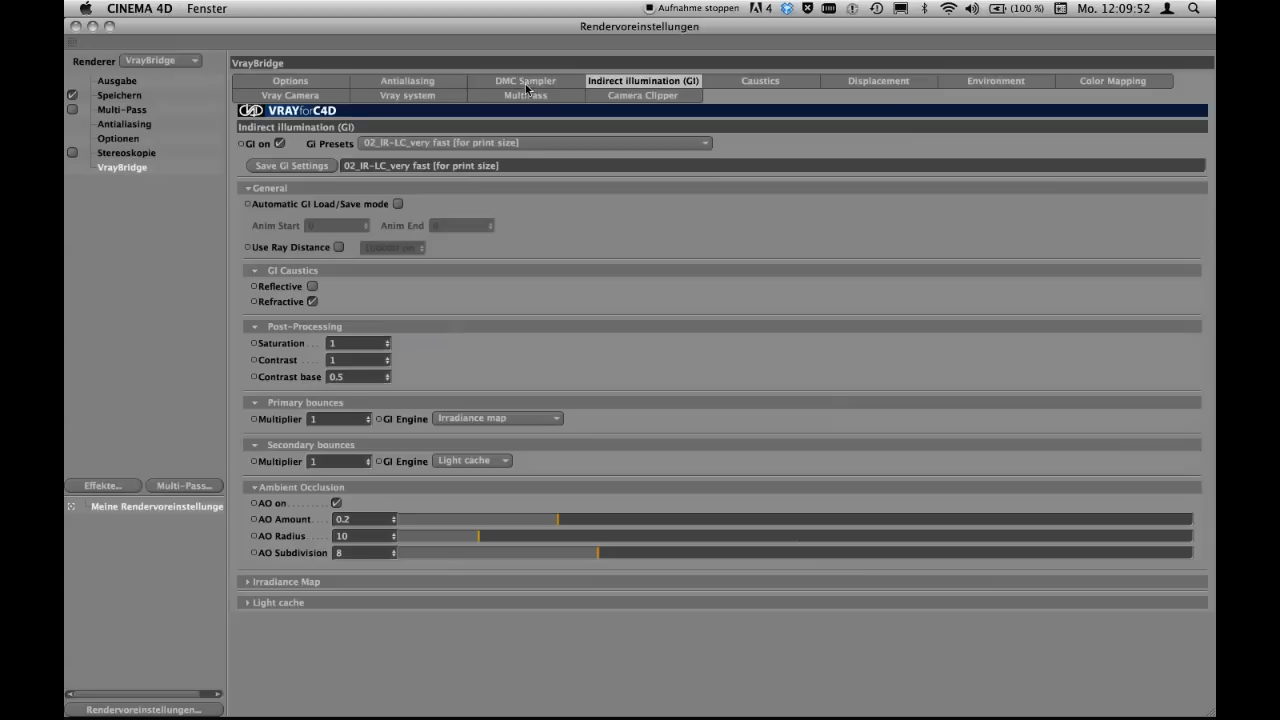 CINEMA 4D Fenster Aufnahme stoppen 4 (100 %) Mo. 12:09:52
Rendervoreinstellungen
Renderer VrayBridge
Ausgabe
Speichern
Multi-Pass
Antialiasing
Optionen
Stereoskopie
VrayBridge
Effekte... Multi-Pass...
Meine Rendervoreinstellunge
Rendervoreinstellungen...
VrayBridge
Options Antialiasing DMC Sampler Indirect illumination (GI) Caustics Displacement Environment Color Mapping
Vray Camera Vray system Multipass Camera Clipper
VRAYforC4D
Indirect illumination (GI)
GI on GI Presets 02_IR-LC_very fast [for print size]
Save GI Settings 02_IR-LC_very fast [for print size]
General
Automatic GI Load/Save mode
Anim Start 0 Anim End 0
Use Ray Distance
GI Caustics
Reflective
Refractive
Post-Processing
Saturation . . . 1
Contrast . . . . 1
Contrast base 0.5
Primary bounces
Multiplier 1 GI Engine Irradiance map
Secondary bounces
Multiplier 1 GI Engine Light cache
Ambient Occlusion
AO on . . . . . . . .
AO Amount. . . . 0.2
AO Radius . . . . 10
AO Subdivision 8
Irradiance Map
Light cache